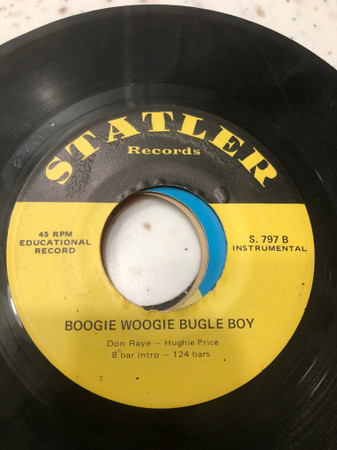 STATLER
Records
45 RPM
EDUCATIONAL
RECORD
S. 797 B
INSTRUMENTAL
BOOGIE WOOGIE BUGLE BOY
Don Raye — Hughie Price
8 bar intro — 124 bars